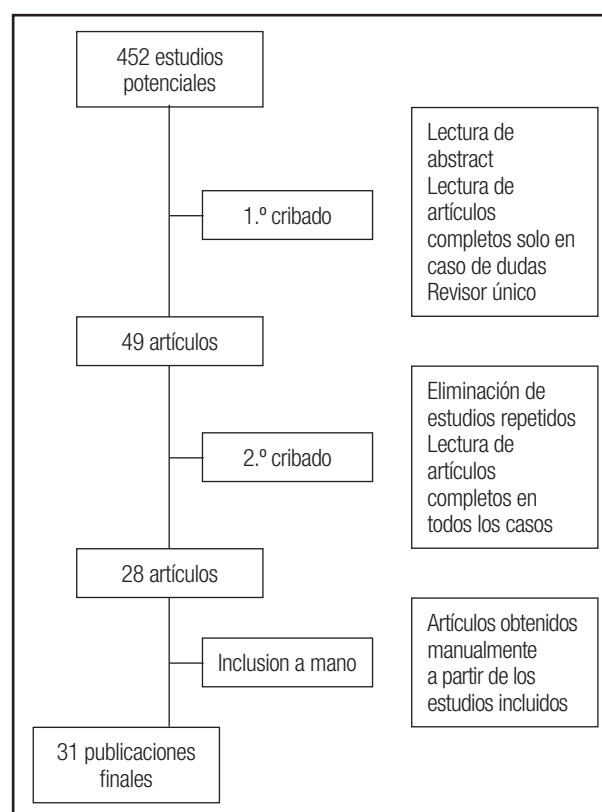 452 estudios
potenciales
1.º cribado
Lectura de
abstract
Lectura de
artículos
completos solo en
caso de dudas
Revisor único
49 artículos
2.º cribado
Eliminación de
estudios repetidos
Lectura de
artículos
completos en
todos los casos
28 artículos
Inclusion a mano
Artículos obtenidos
manualmente
a partir de los
estudios incluidos
31 publicaciones
finales